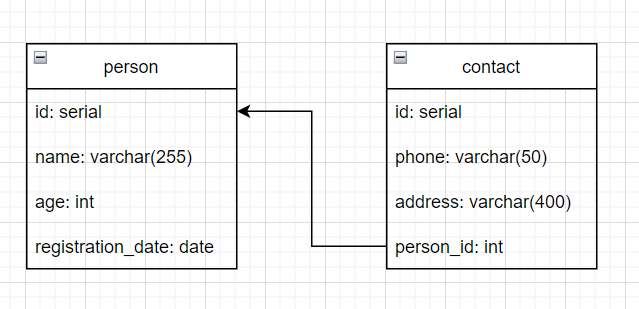 person
id: serial
name: varchar(255)
age: int
registration_date: date
contact
id: serial
phone: varchar(50)
address: varchar(400)
person_id: int